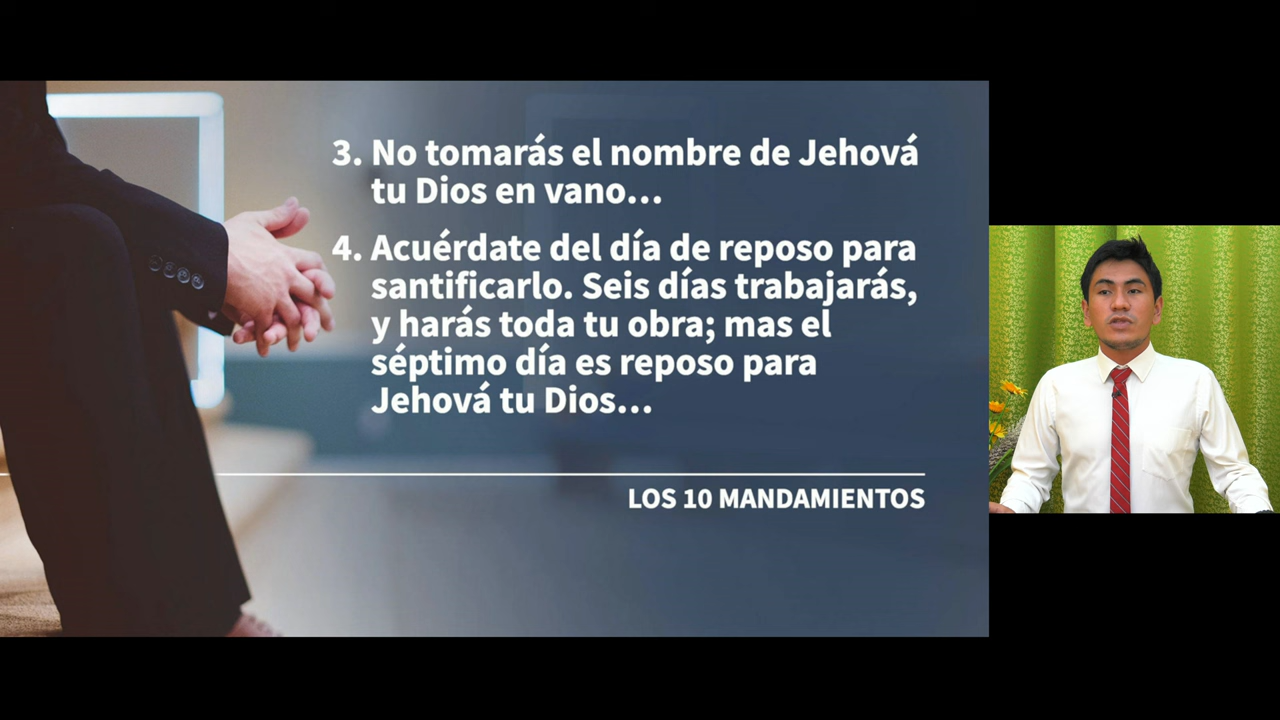 3. No tomarás el nombre de Jehová
tu Dios en vano...
4. Acuérdate del día de reposo para
santificarlo. Seis días trabajarás,
y harás toda tu obra; mas el
séptimo día es reposo para
Jehová tu Dios...
LOS 10 MANDAMIENTOS